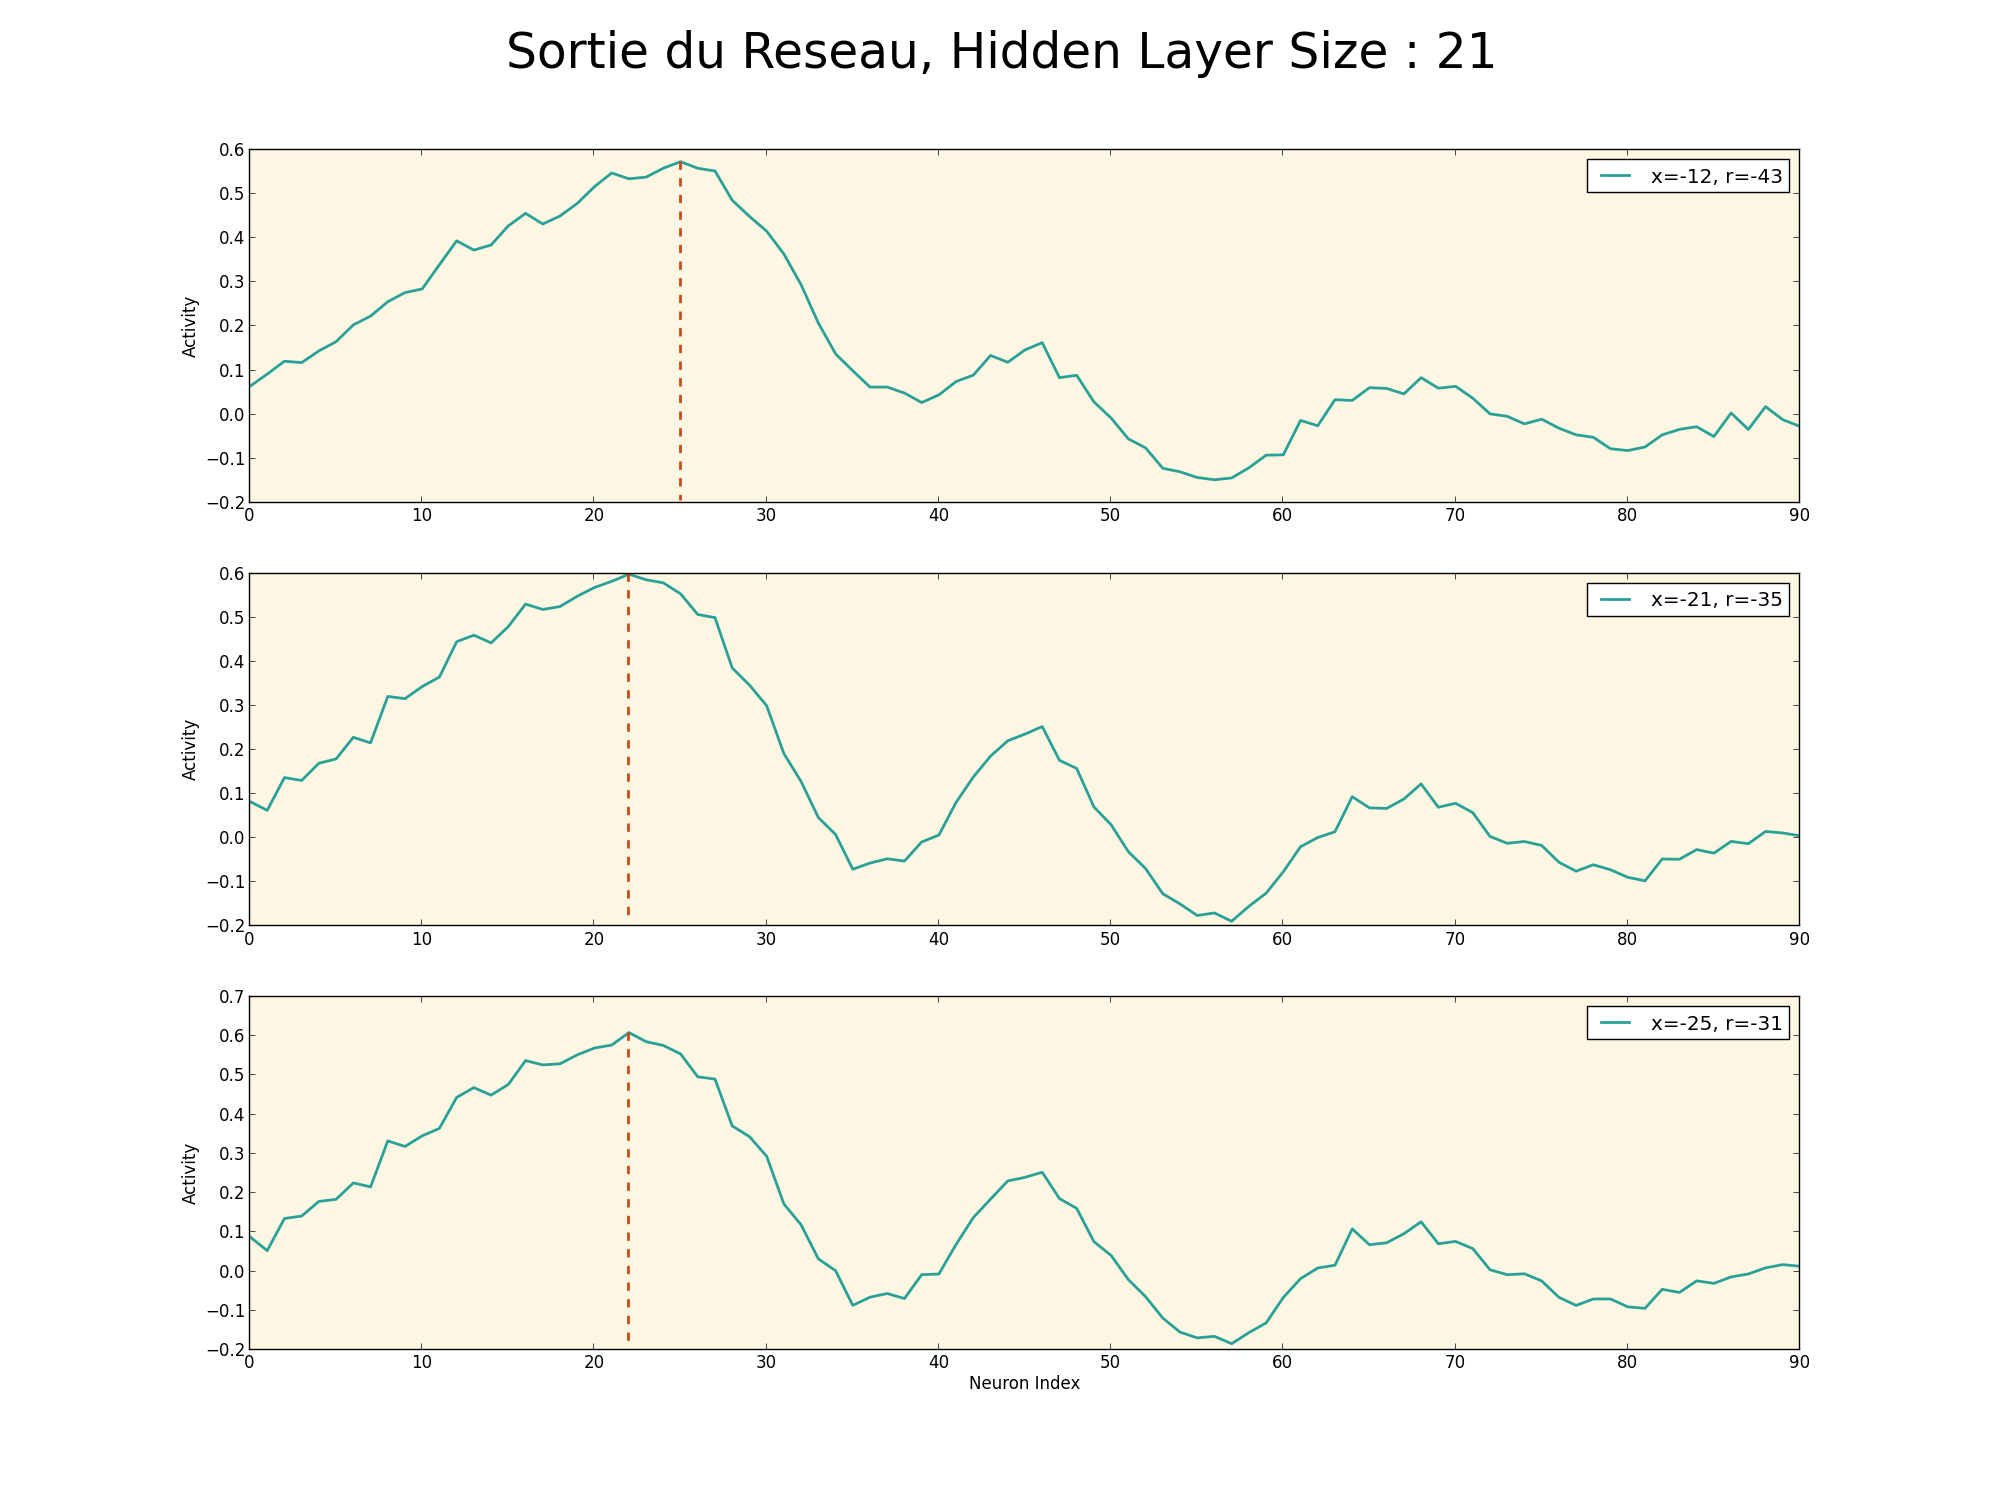 Sortie du Reseau, Hidden Layer Size : 21
0.6
0.5
0.4
0.3
0.2
0.1
0.0
−0.1
−0.2
Activity
x=-12, r=-43
0 10 20 30 40 50 60 70 80 90
0.6
0.5
0.4
0.3
0.2
0.1
0.0
−0.1
−0.2
Activity
x=-21, r=-35
0 10 20 30 40 50 60 70 80 90
0.7
0.6
0.5
0.4
0.3
0.2
0.1
0.0
−0.1
−0.2
Activity
x=-25, r=-31
0 10 20 30 40 50 60 70 80 90
Neuron Index